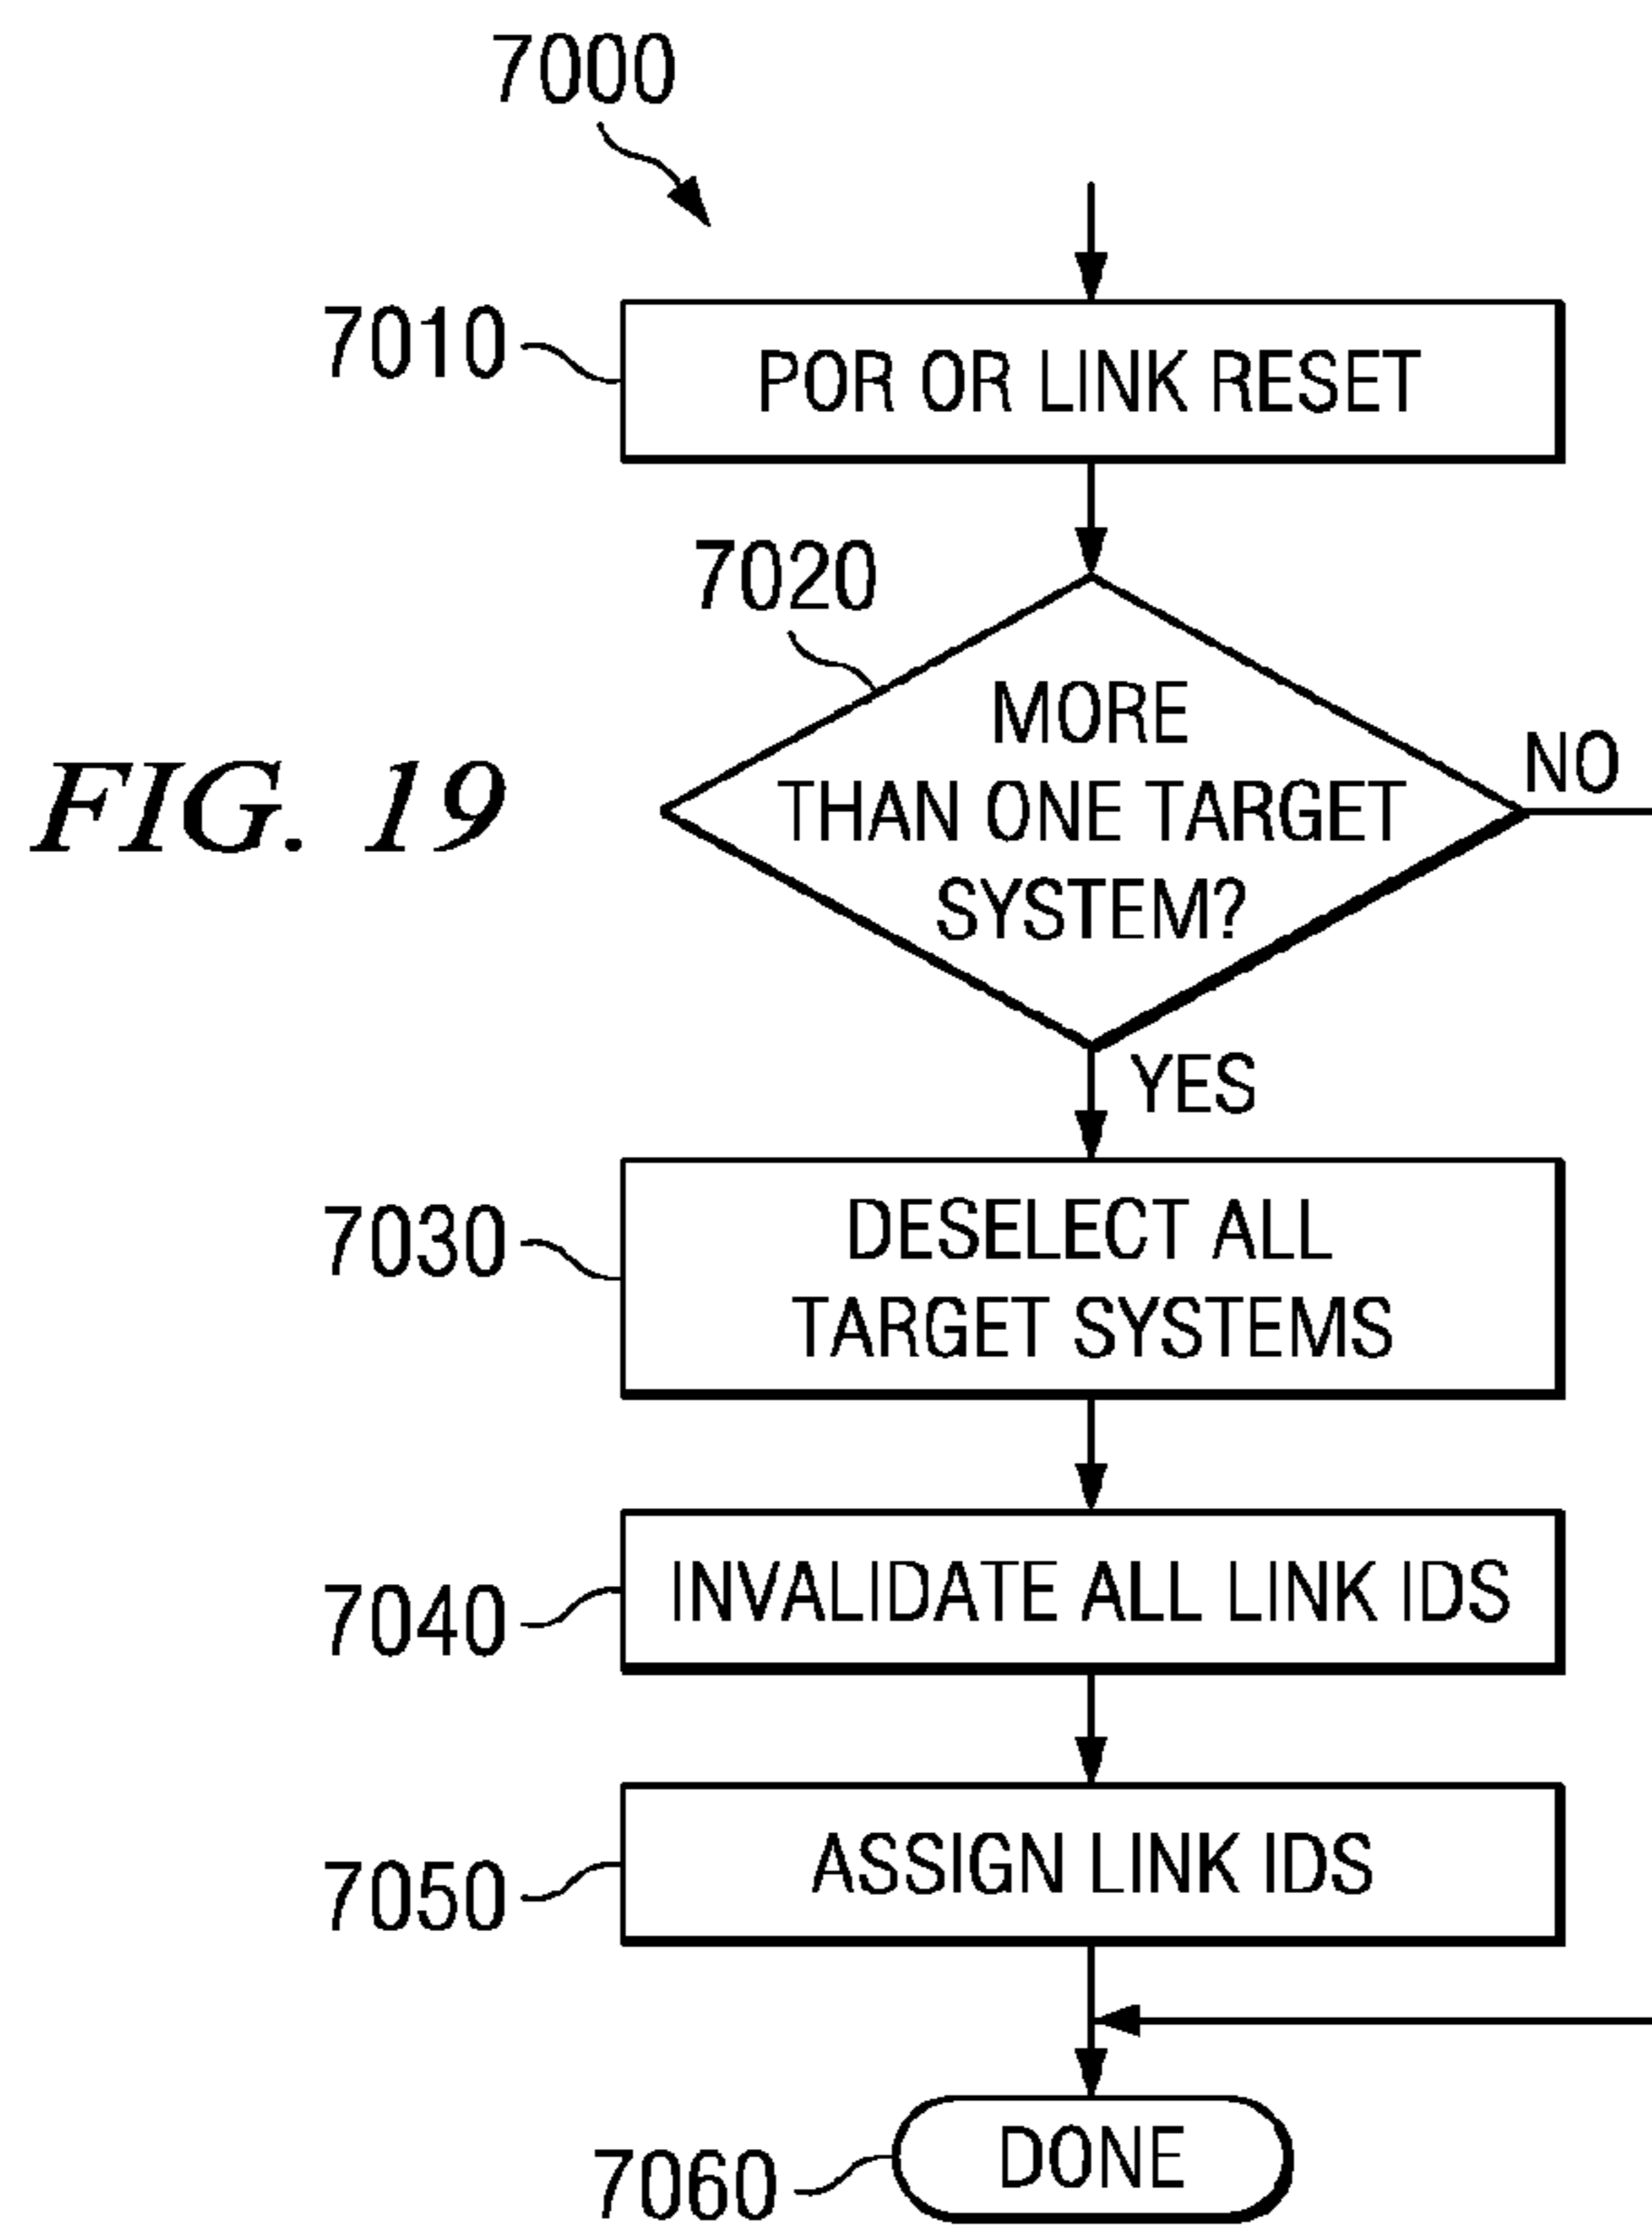 7000
7010
POR OR LINK RESET
7020
MORE
THAN ONE TARGET
SYSTEM?
NO
FIG. 19
YES
7030
DESELECT ALL
TARGET SYSTEMS
7040
INVALIDATE ALL LINK IDS
7050
ASSIGN LINK IDS
7060
DONE